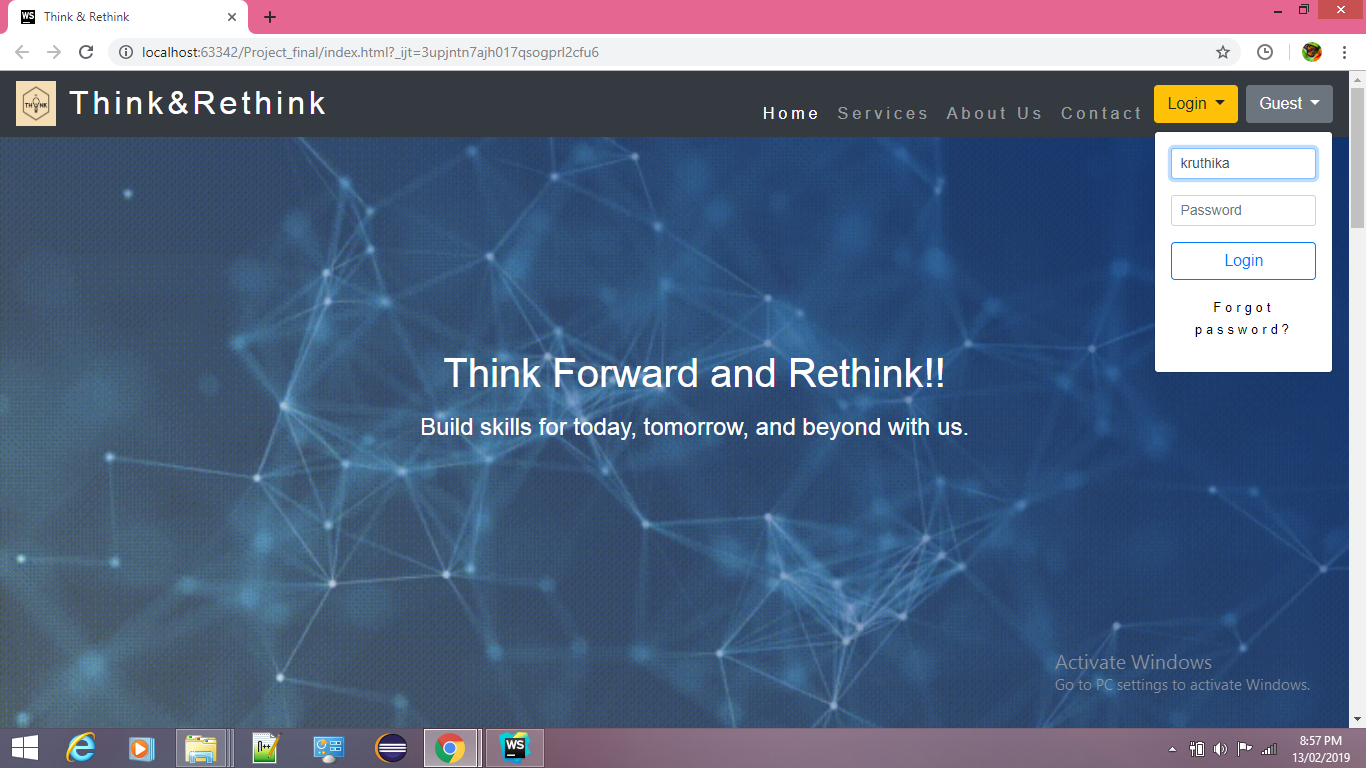 WS Think & Rethink
localhost:63342/Project_final/index.html?_ijt=3upjntn7ajh017qsogprl2cfu6
THINK Think&Rethink
Home Services About Us Contact Login Guest
kruthika
Password
Login
Forgot
password?
Think Forward and Rethink!!
Build skills for today, tomorrow, and beyond with us.
Activate Windows
Go to PC settings to activate Windows.
WS
8:57 PM
13/02/2019